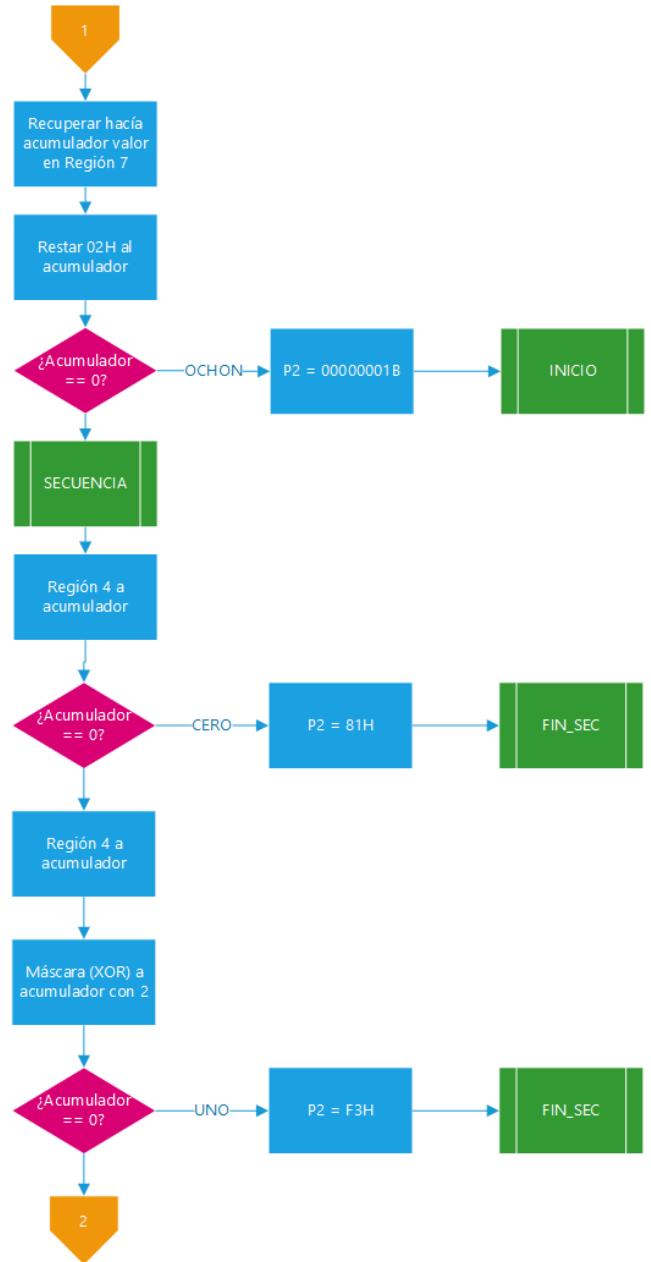 1
Recuperar hacía
acumulador valor
en Región 7
Restar 02H al
acumulador
¿Acumulador
== 0?
OCHON
P2 = 00000001B
INICIO
SECUENCIA
Región 4 a
acumulador
¿Acumulador
== 0?
CERO
P2 = 81H
FIN_SEC
Región 4 a
acumulador
Máscara (XOR) a
acumulador con 2
¿Acumulador
== 0?
UNO
P2 = F3H
FIN_SEC
2